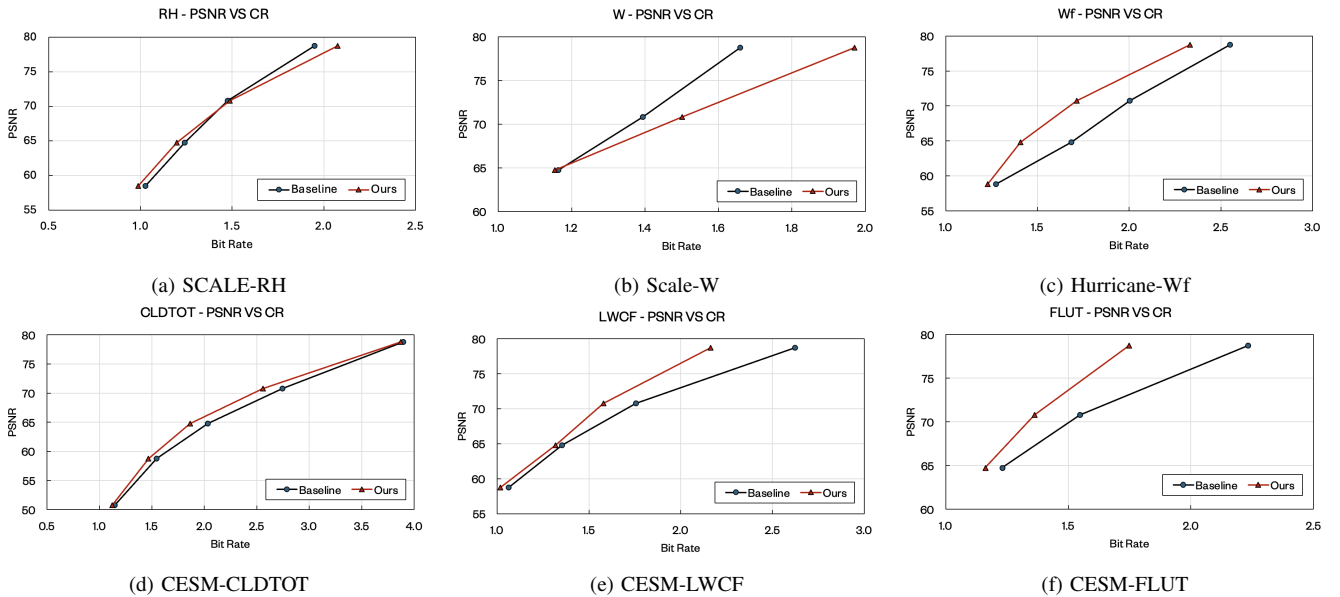 RH - PSNR VS CR
80
75
70
65
60
55
PSNR
0.5 1.0 1.5 2.0 2.5
Bit Rate
Baseline Ours
(a) SCALE-RH
W - PSNR VS CR
80
75
70
65
60
PSNR
1.0 1.2 1.4 1.6 1.8 2.0
Bit Rate
Baseline Ours
(b) Scale-W
Wf - PSNR VS CR
80
75
70
65
60
55
PSNR
1.0 1.5 2.0 2.5 3.0
Bit Rate
Baseline Ours
(c) Hurricane-Wf
CLDTOT - PSNR VS CR
80
75
70
65
60
55
50
PSNR
0.5 1.0 1.5 2.0 2.5 3.0 3.5 4.0
Bit Rate
Baseline Ours
(d) CESM-CLDTOT
LWCF - PSNR VS CR
80
75
70
65
60
55
PSNR
1.0 1.5 2.0 2.5 3.0
Bit Rate
Baseline Ours
(e) CESM-LWCF
FLUT - PSNR VS CR
80
75
70
65
60
PSNR
1.0 1.5 2.0 2.5
Bit Rate
Baseline Ours
(f) CESM-FLUT